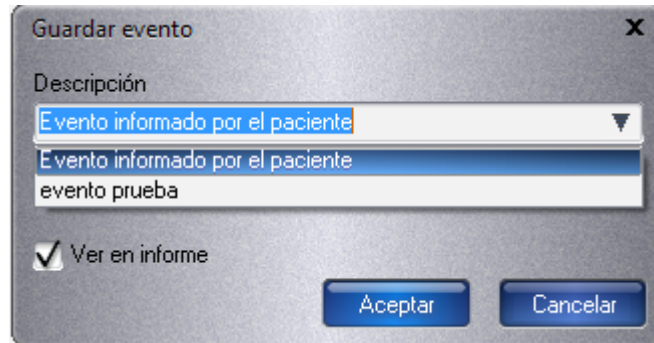 Guardar evento
Descripción
Evento informado por el paciente
Evento informado por el paciente
evento prueba
Ver en informe
Aceptar Cancelar